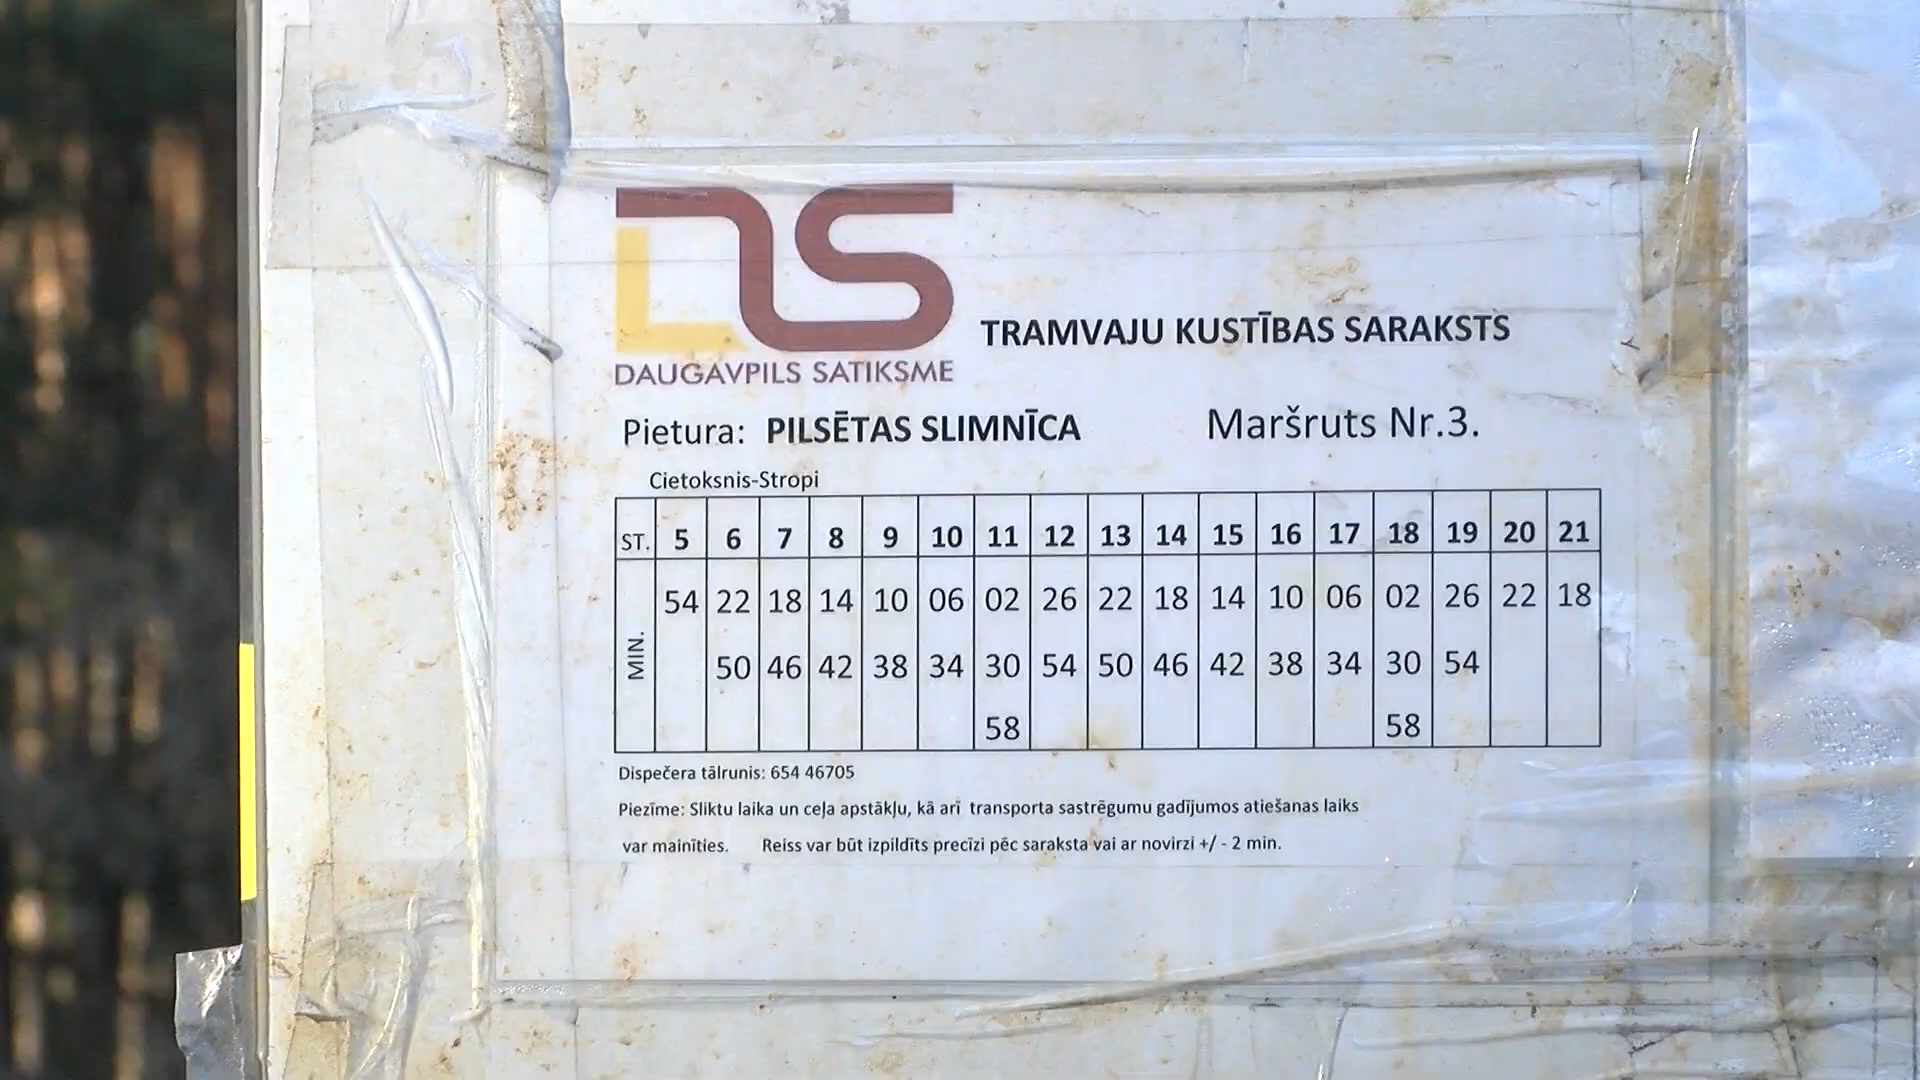 DS
DAUGAVPILS SATIKSME
TRAMVAJU KUSTĪBAS SARAKSTS
Pietura: PILSĒTAS SLIMNĪCA Maršruts Nr.3.
Cietoksnis-Stropi
ST. 5 6 7 8 9 10 11 12 13 14 15 16 17 18 19 20 21
MIN.
54 22 18 14 10 06 02 26 22 18 14 10 06 02 26 22 18
50 46 42 38 34 30 54 50 46 42 38 34 30 54
58 58
Dispečera tālrunis: 654 46705
Piezīme: Sliktu laika un ceļa apstākļu, kā arī transporta sastrēgumu gadījumos atiešanas laiks
var mainīties. Reiss var būt izpildīts precīzi pēc saraksta vai ar novirzi +/ - 2 min.